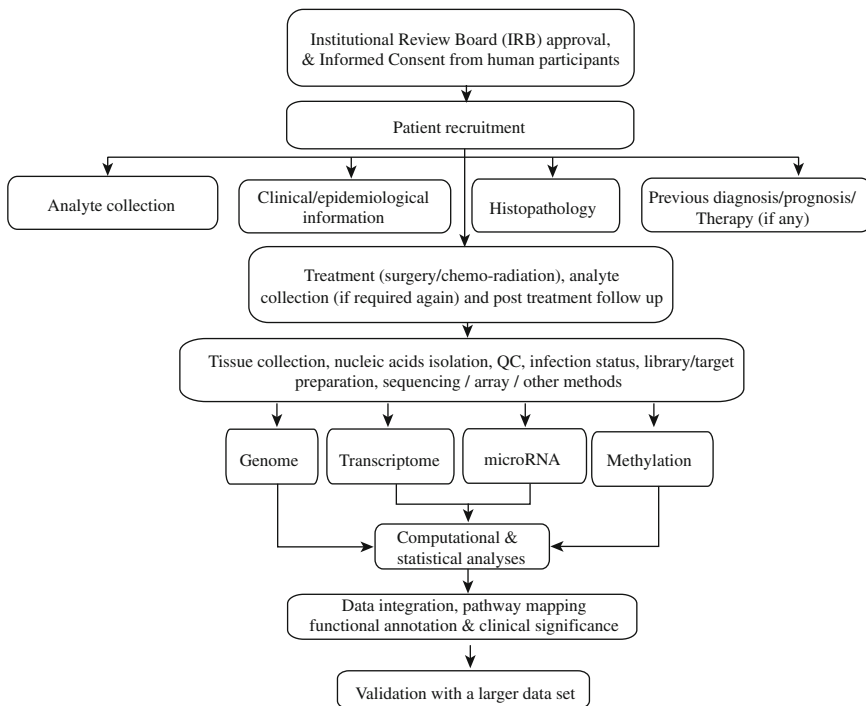 Institutional Review Board (IRB) approval,
& Informed Consent from human participants
Patient recruitment
Analyte collection
Clinical/epidemiological
information
Histopathology
Previous diagnosis/prognosis/
Therapy (if any)
Treatment (surgery/chemo-radiation), analyte
collection (if required again) and post treatment follow up
Tissue collection, nucleic acids isolation, QC, infection status, library/target
preparation, sequencing / array / other methods
Genome
Transcriptome
microRNA
Methylation
Computational &
statistical analyses
Data integration, pathway mapping
functional annotation & clinical significance
Validation with a larger data set